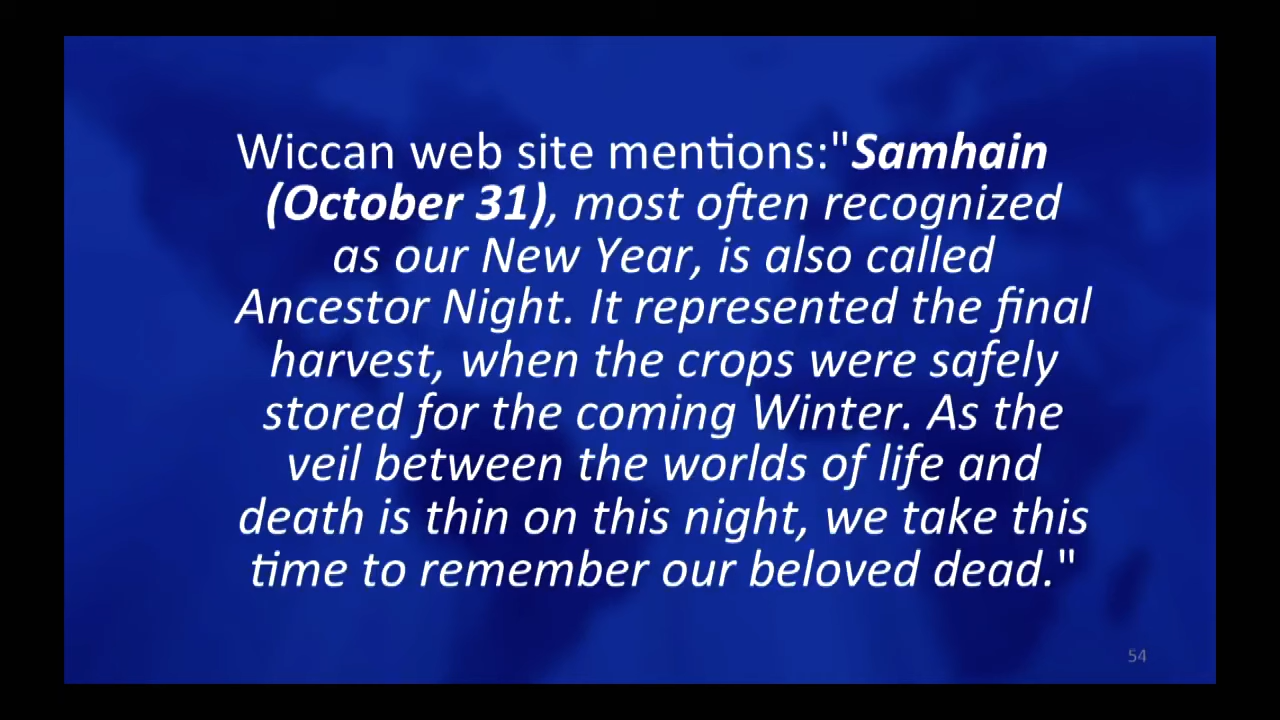 Wiccan web site mentions:"Samhain
(October 31), most often recognized
as our New Year, is also called
Ancestor Night. It represented the final
harvest, when the crops were safely
stored for the coming Winter. As the
veil between the worlds of life and
death is thin on this night, we take this
time to remember our beloved dead."
54